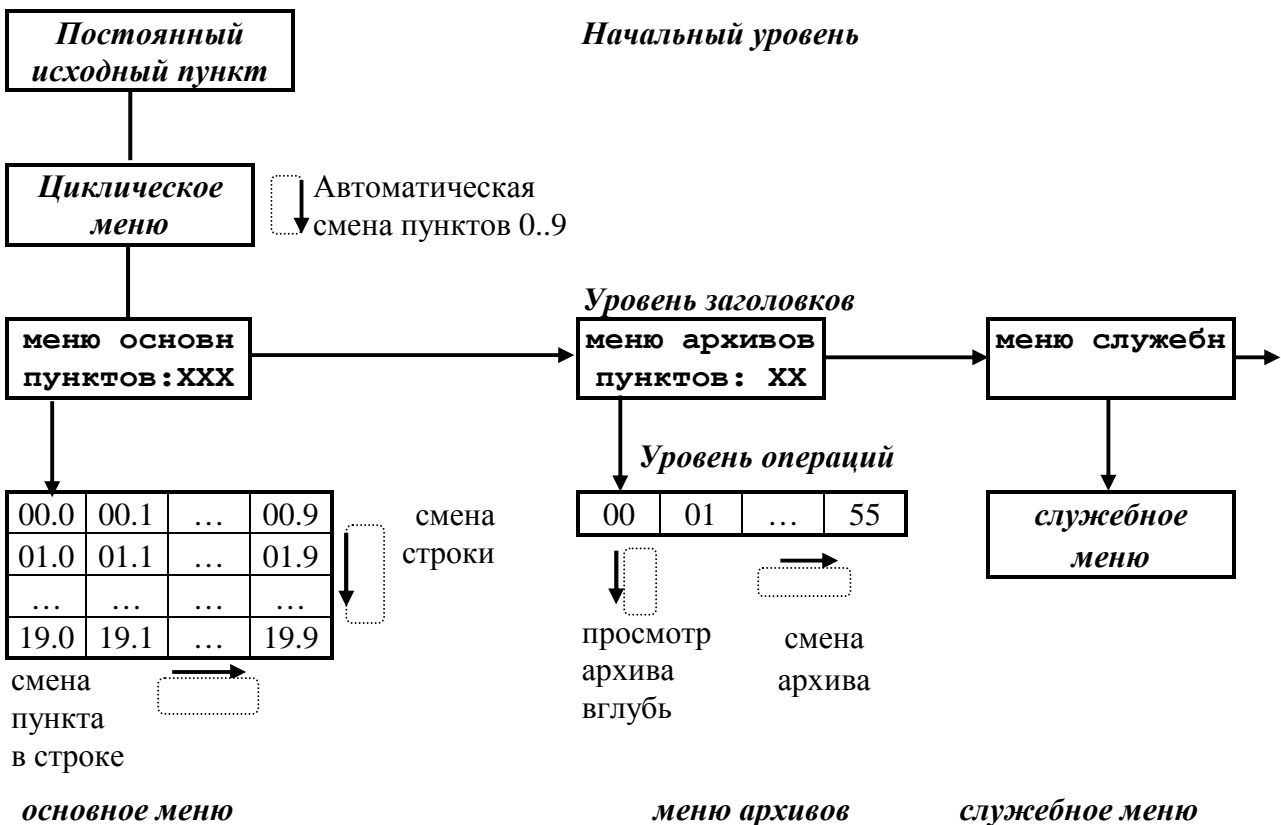 Постоянный
исходный пункт
Начальный уровень
Циклическое
меню
Автоматическая
смена пунктов 0..9
Уровень заголовков
меню основн
пунктов:XXX
меню архивов
пунктов: XX
меню служебн
Уровень операций
00.0 00.1 … 00.9
01.0 01.1 … 01.9
… … … …
19.0 19.1 … 19.9
смена
строки
00 01 … 55
служебное
меню
просмотр
архива
вглубь
смена
архива
смена
пункта
в строке
основное меню
меню архивов
служебное меню